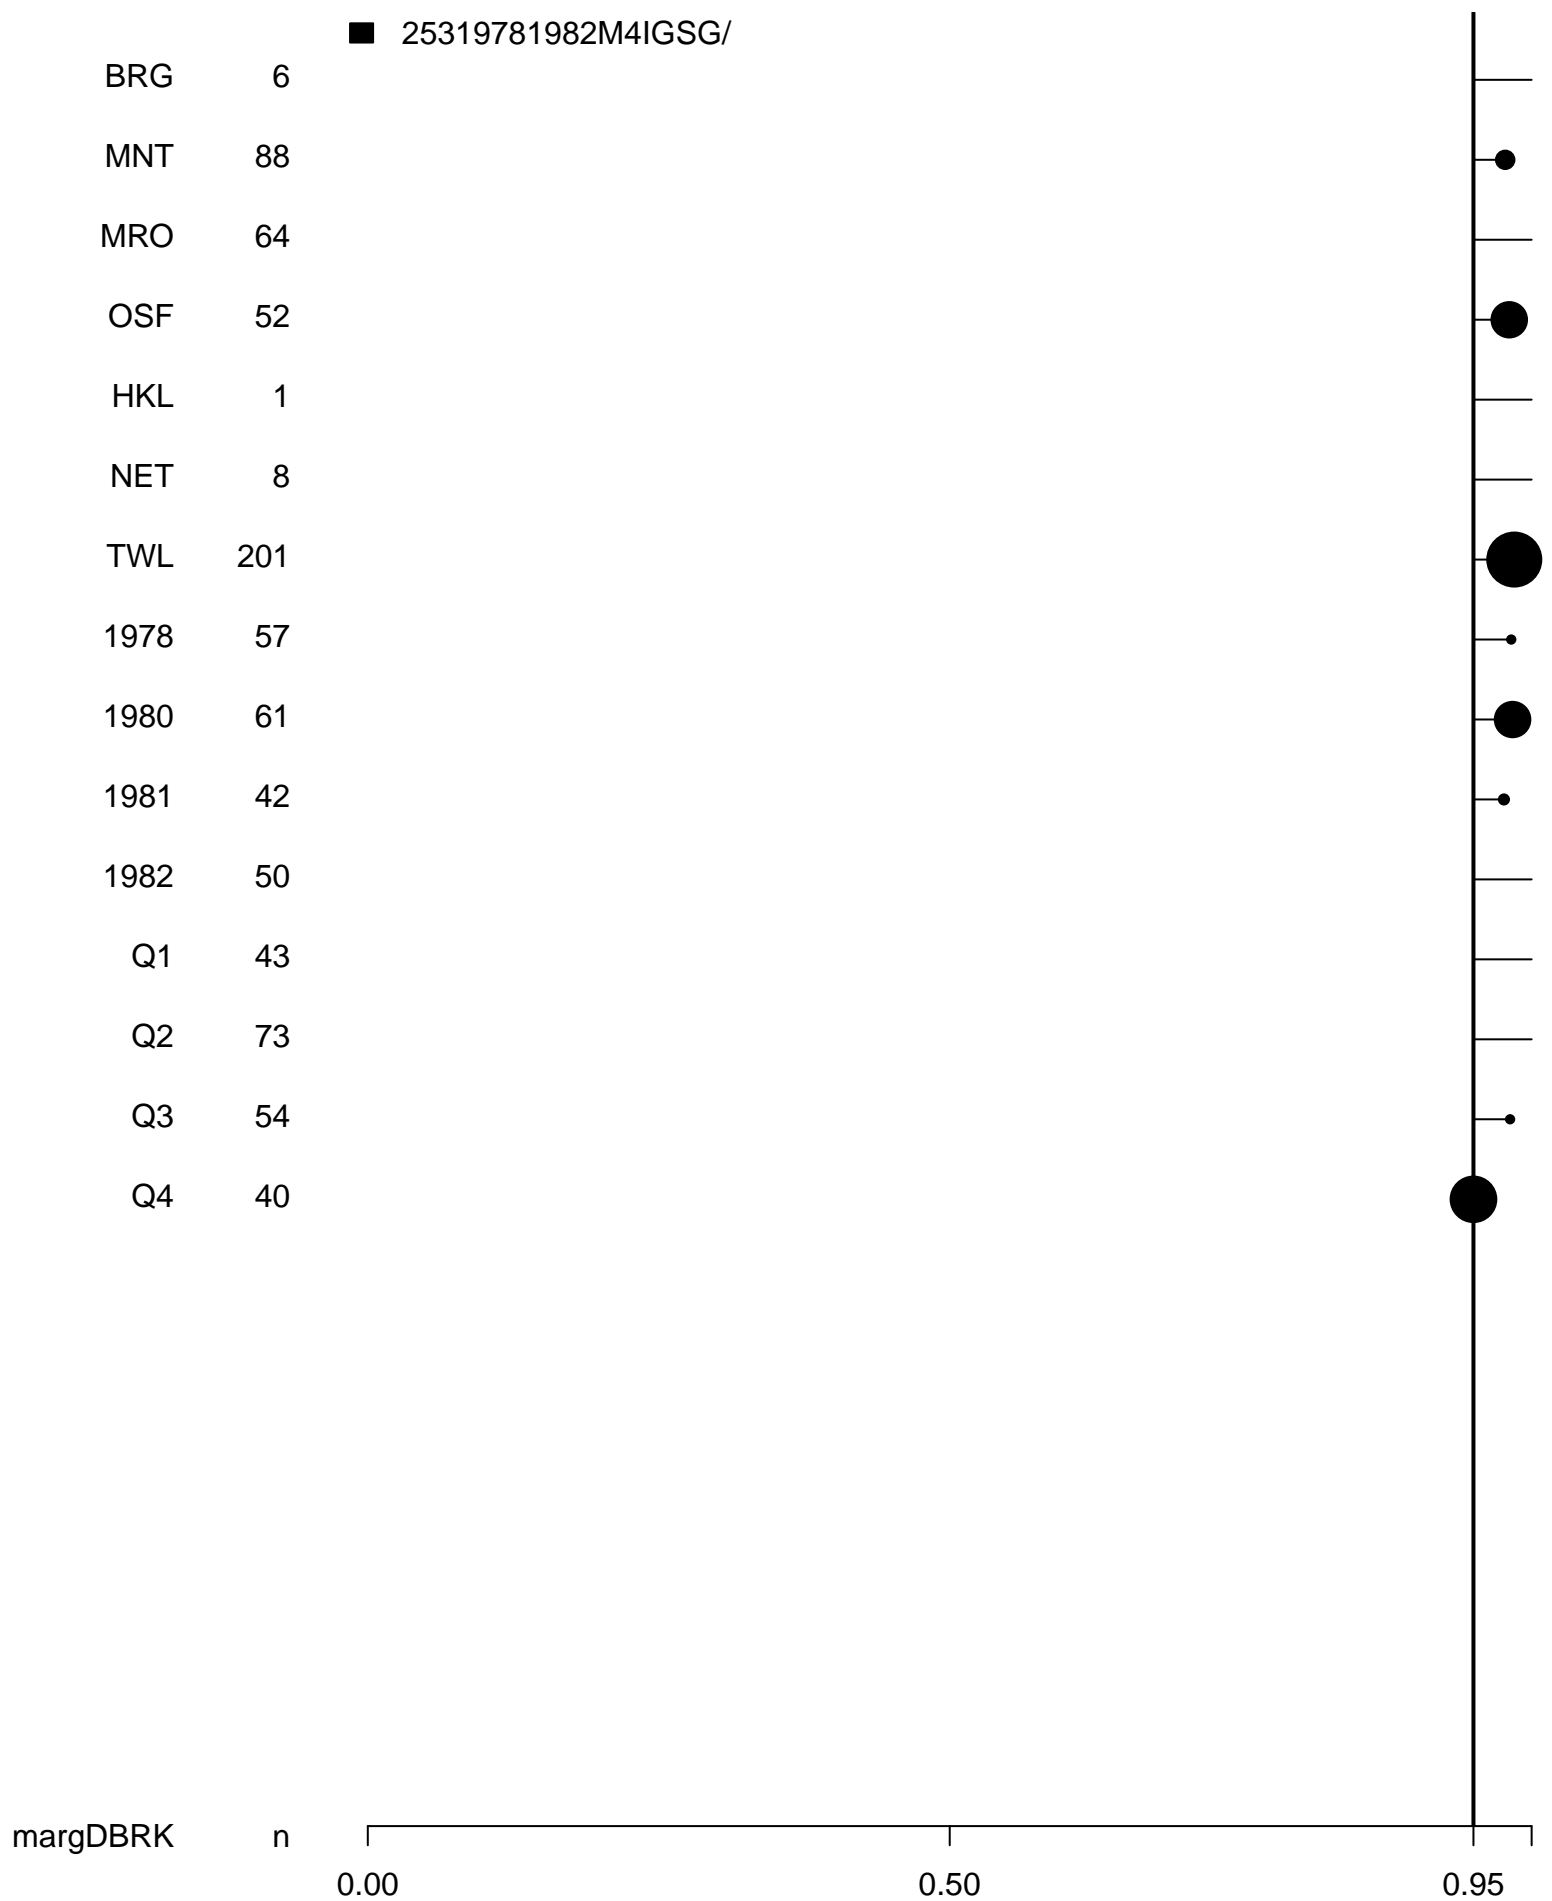 25319781982M4IGSG/
BRG 6
MNT 88
MRO 64
OSF 52
HKL 1
NET 8
TWL 201
1978 57
1980 61
1981 42
1982 50
Q1 43
Q2 73
Q3 54
Q4 40
margDBRK n
0.00 0.50 0.95